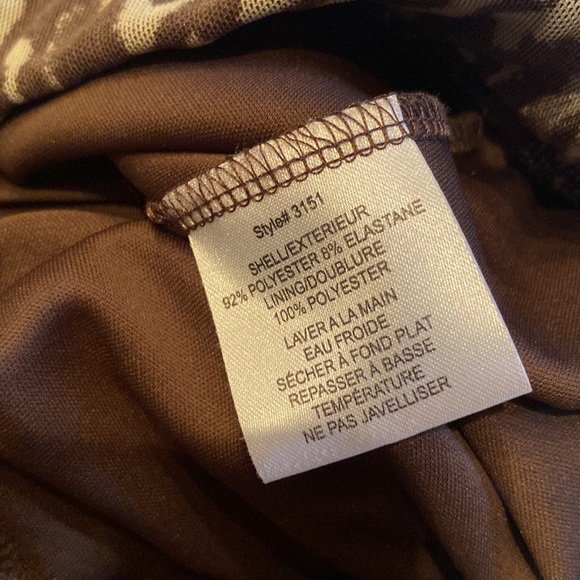 Style# 3151
SHELL/EXTERIEUR
92% POLYESTER 8% ELASTANE
LINING/DOUBLURE
100% POLYESTER
LAVER A LA MAIN
EAU FROIDE
SÉCHER À FOND PLAT
REPASSER À BASSE
TEMPÉRATURE
NE PAS JAVELLISER